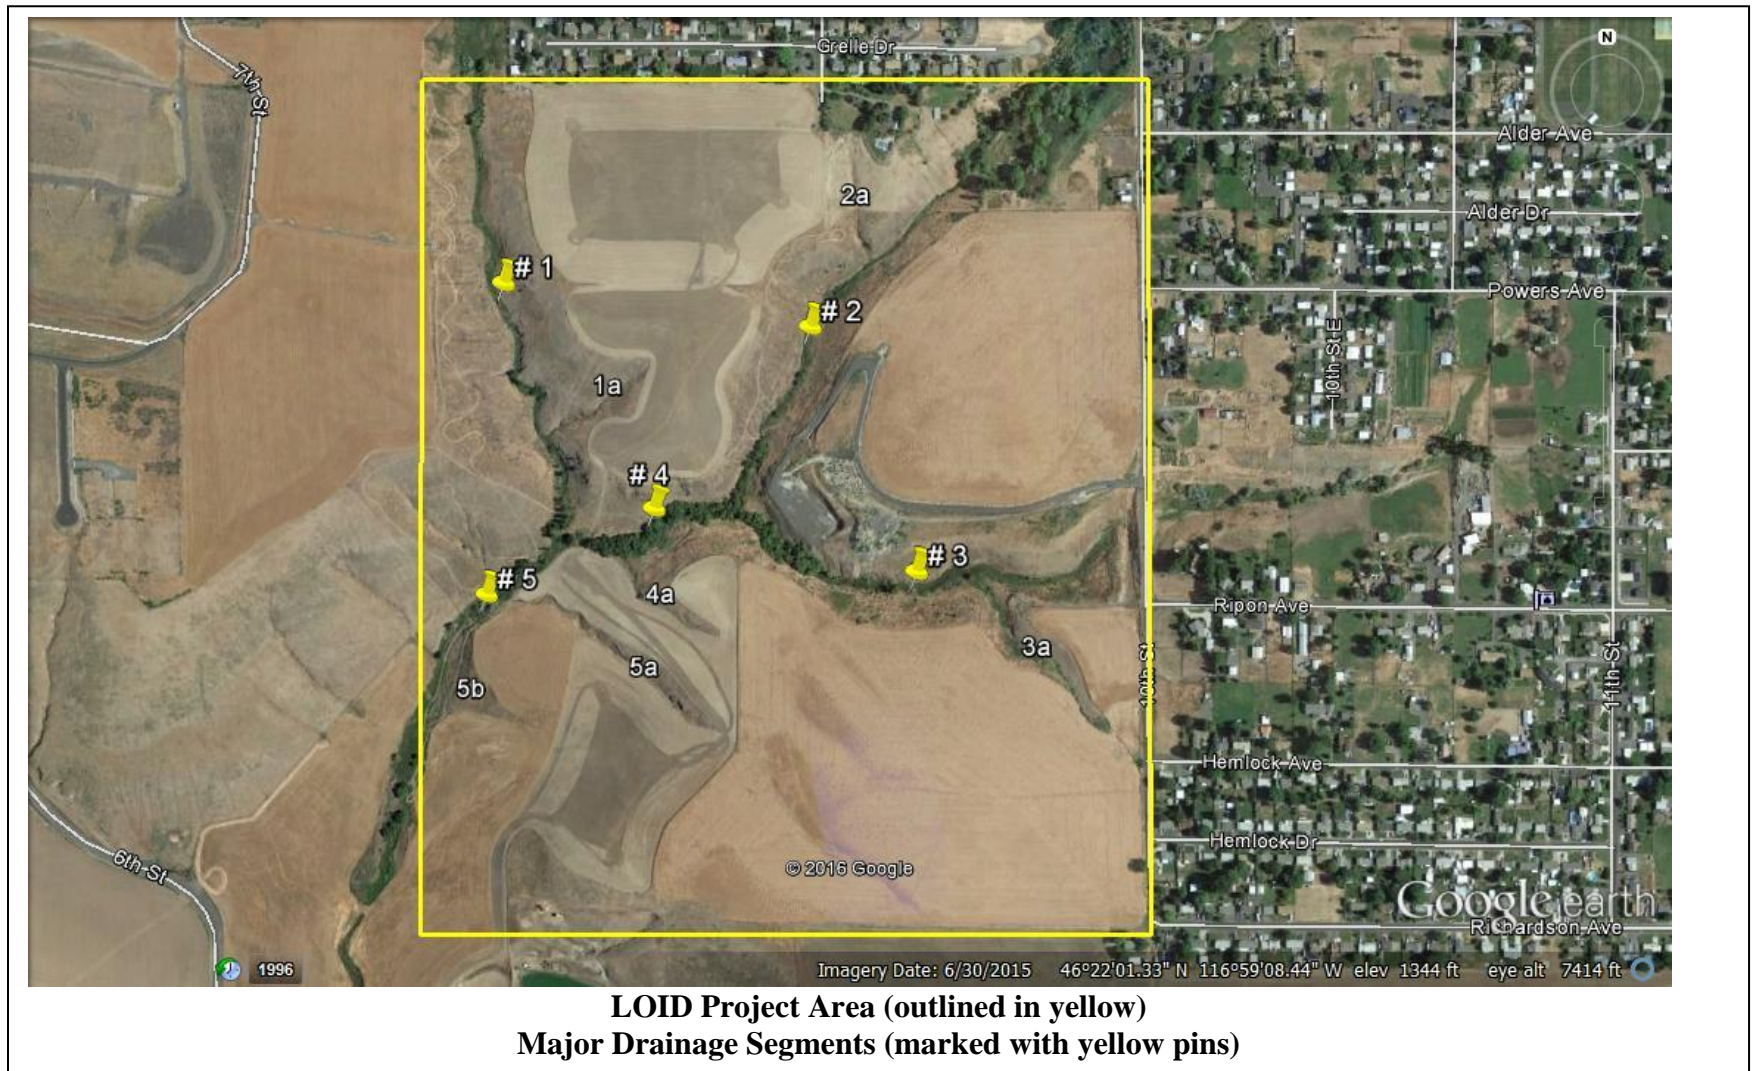 Grelle Dr
N
7th St
Alder Ave
2a
Alder Dr
# 1
Powers Ave
# 2
10th St E
1a
# 4
# 3
# 5
4a
Ripon Ave
3a
5a
10th St
11th St
5b
Hemlock Ave
Hemlock Dr
6th St
© 2016 Google
Google earth
Richardson Ave
1996
Imagery Date: 6/30/2015 46°22'01.33" N 116°59'08.44" W elev 1344 ft eye alt 7414 ft
LOID Project Area (outlined in yellow)
Major Drainage Segments (marked with yellow pins)